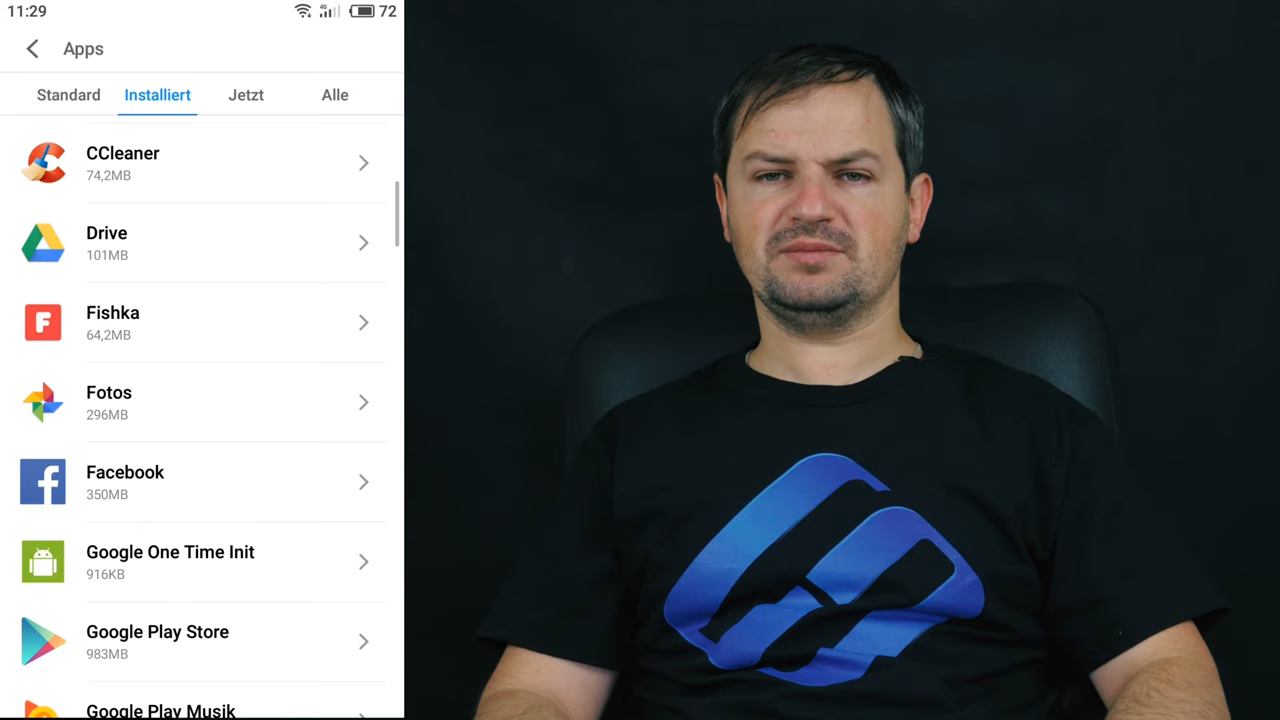 11:29
4G
72
Apps
Standard
Installiert
Jetzt
Alle
CCleaner
74,2MB
Drive
101MB
Fishka
64,2MB
Fotos
296MB
Facebook
350MB
Google One Time Init
916KB
Google Play Store
983MB
Google Play Musik